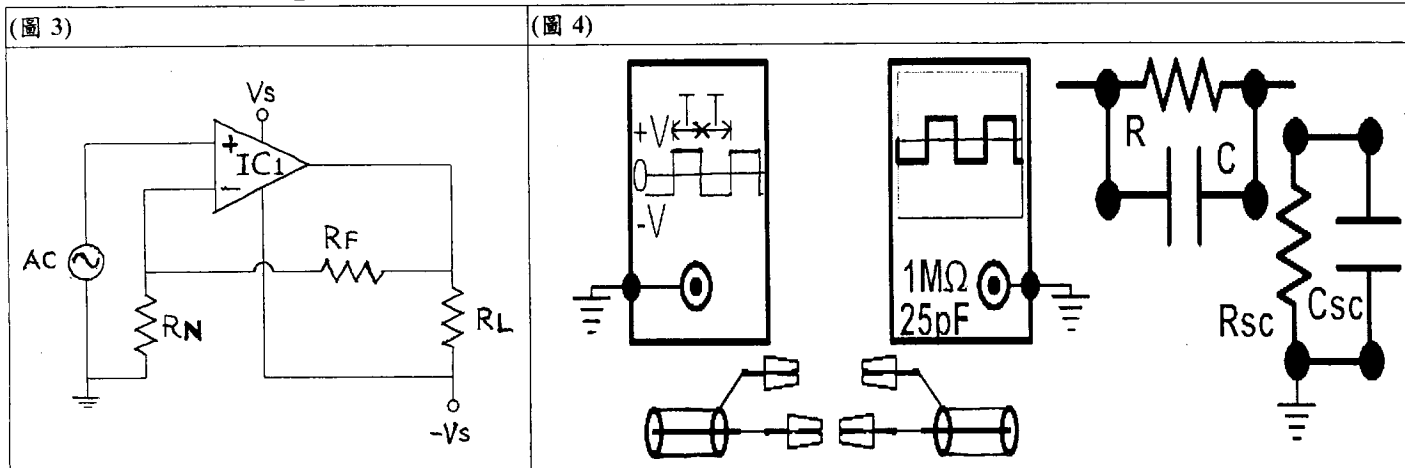 (圖 3)
(圖 4)
Vs
+
IC1
−
AC
RF
RN
RL
-Vs
T T
+V
0
-V
1MΩ
25pF
R
C
Rsc
Csc